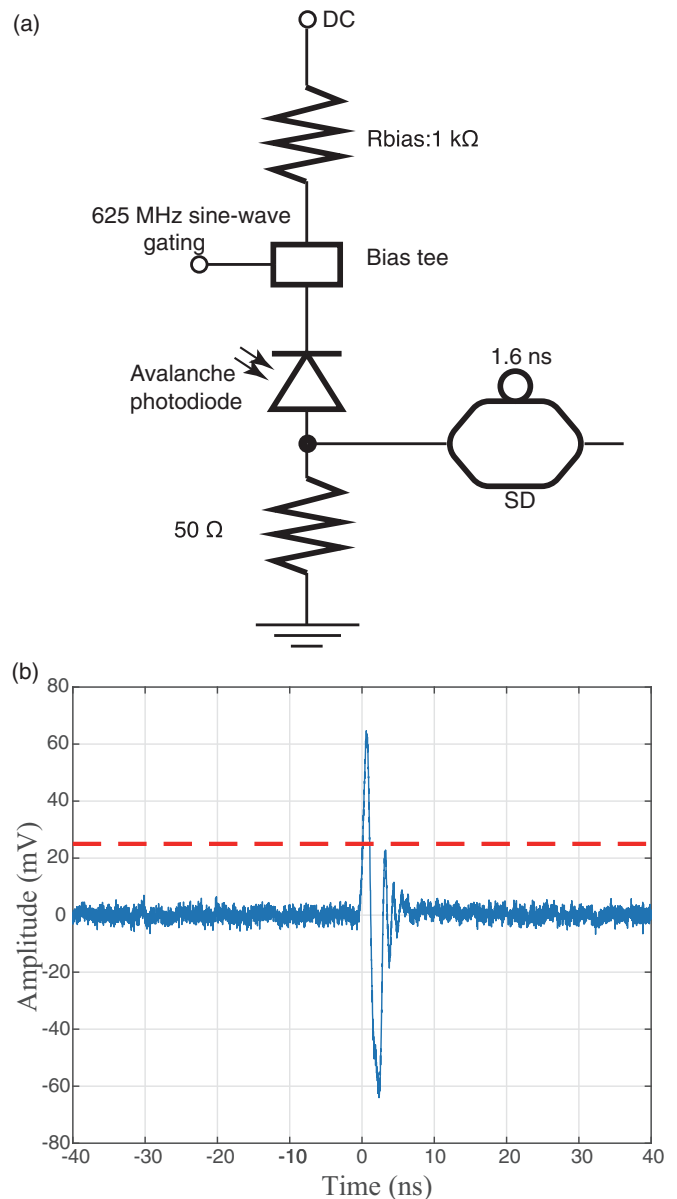 (a)
DC
Rbias:1 kΩ
625 MHz sine-wave
gating
Bias tee
1.6 ns
Avalanche
photodiode
SD
50 Ω
(b)
80
60
40
20
0
-20
-40
-60
-80
Amplitude (mV)
-40 -30 -20 -10 0 10 20 30 40
Time (ns)